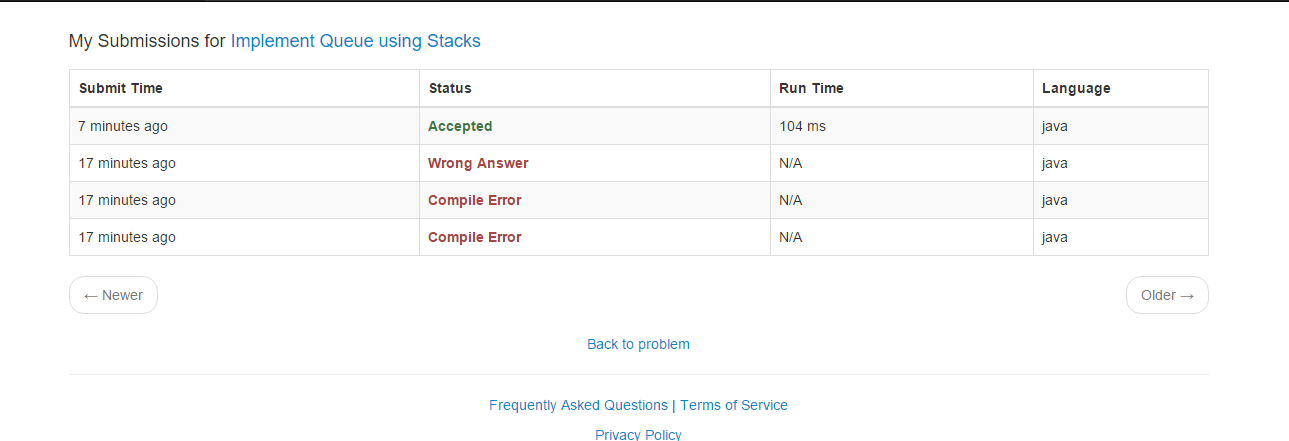 My Submissions for Implement Queue using Stacks
Submit Time Status Run Time Language
7 minutes ago Accepted 104 ms java
17 minutes ago Wrong Answer N/A java
17 minutes ago Compile Error N/A java
17 minutes ago Compile Error N/A java
← Newer Older →
Back to problem
Frequently Asked Questions | Terms of Service
Privacy Policy